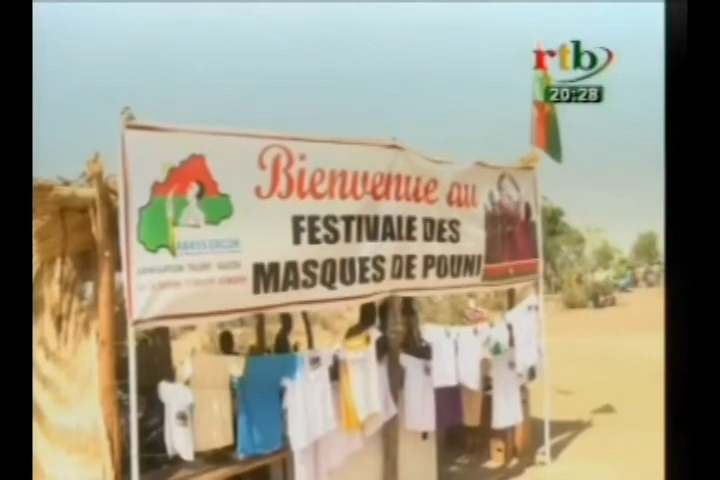 rtb
20:28
Bienvenue au
FESTIVALE DES
MASQUES DE POUNI